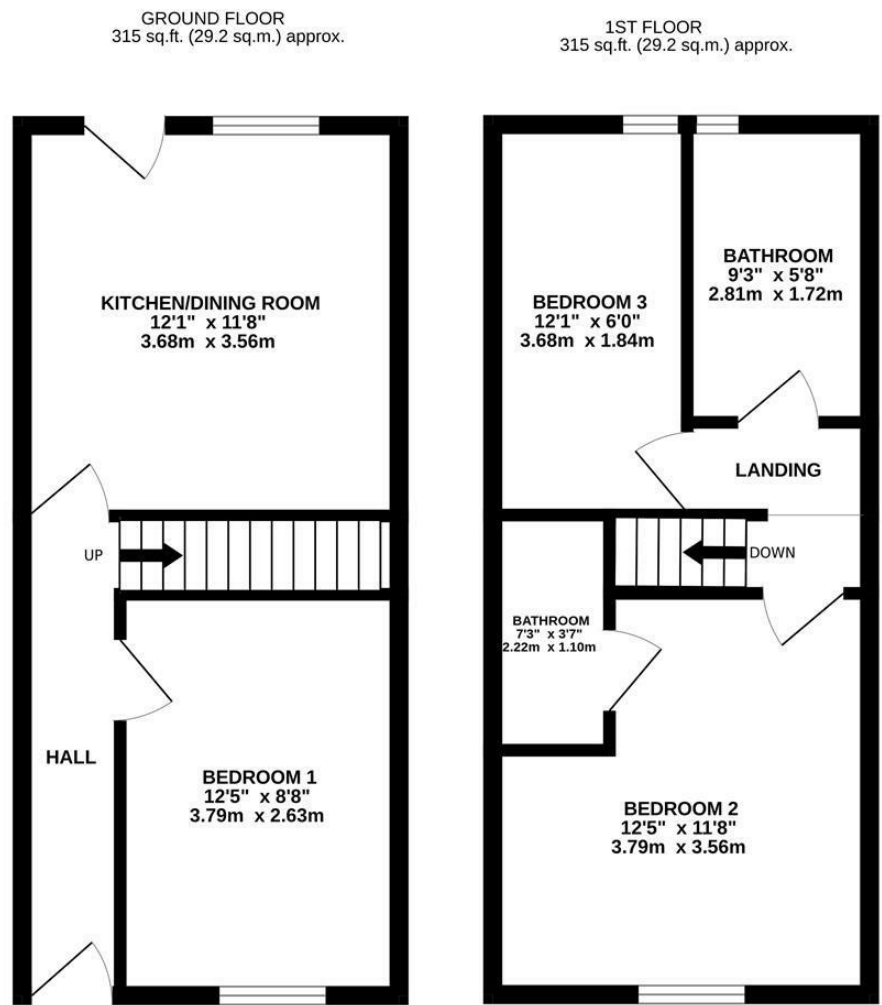 GROUND FLOOR
315 sq.ft. (29.2 sq.m.) approx.
1ST FLOOR
315 sq.ft. (29.2 sq.m.) approx.
KITCHEN/DINING ROOM
12'1" x 11'8"
3.68m x 3.56m
UP
HALL
BEDROOM 1
12'5" x 8'8"
3.79m x 2.63m
BEDROOM 3
12'1" x 6'0"
3.68m x 1.84m
BATHROOM
9'3" x 5'8"
2.81m x 1.72m
LANDING
DOWN
BATHROOM
7'3" x 3'7"
2.22m x 1.10m
BEDROOM 2
12'5" x 11'8"
3.79m x 3.56m